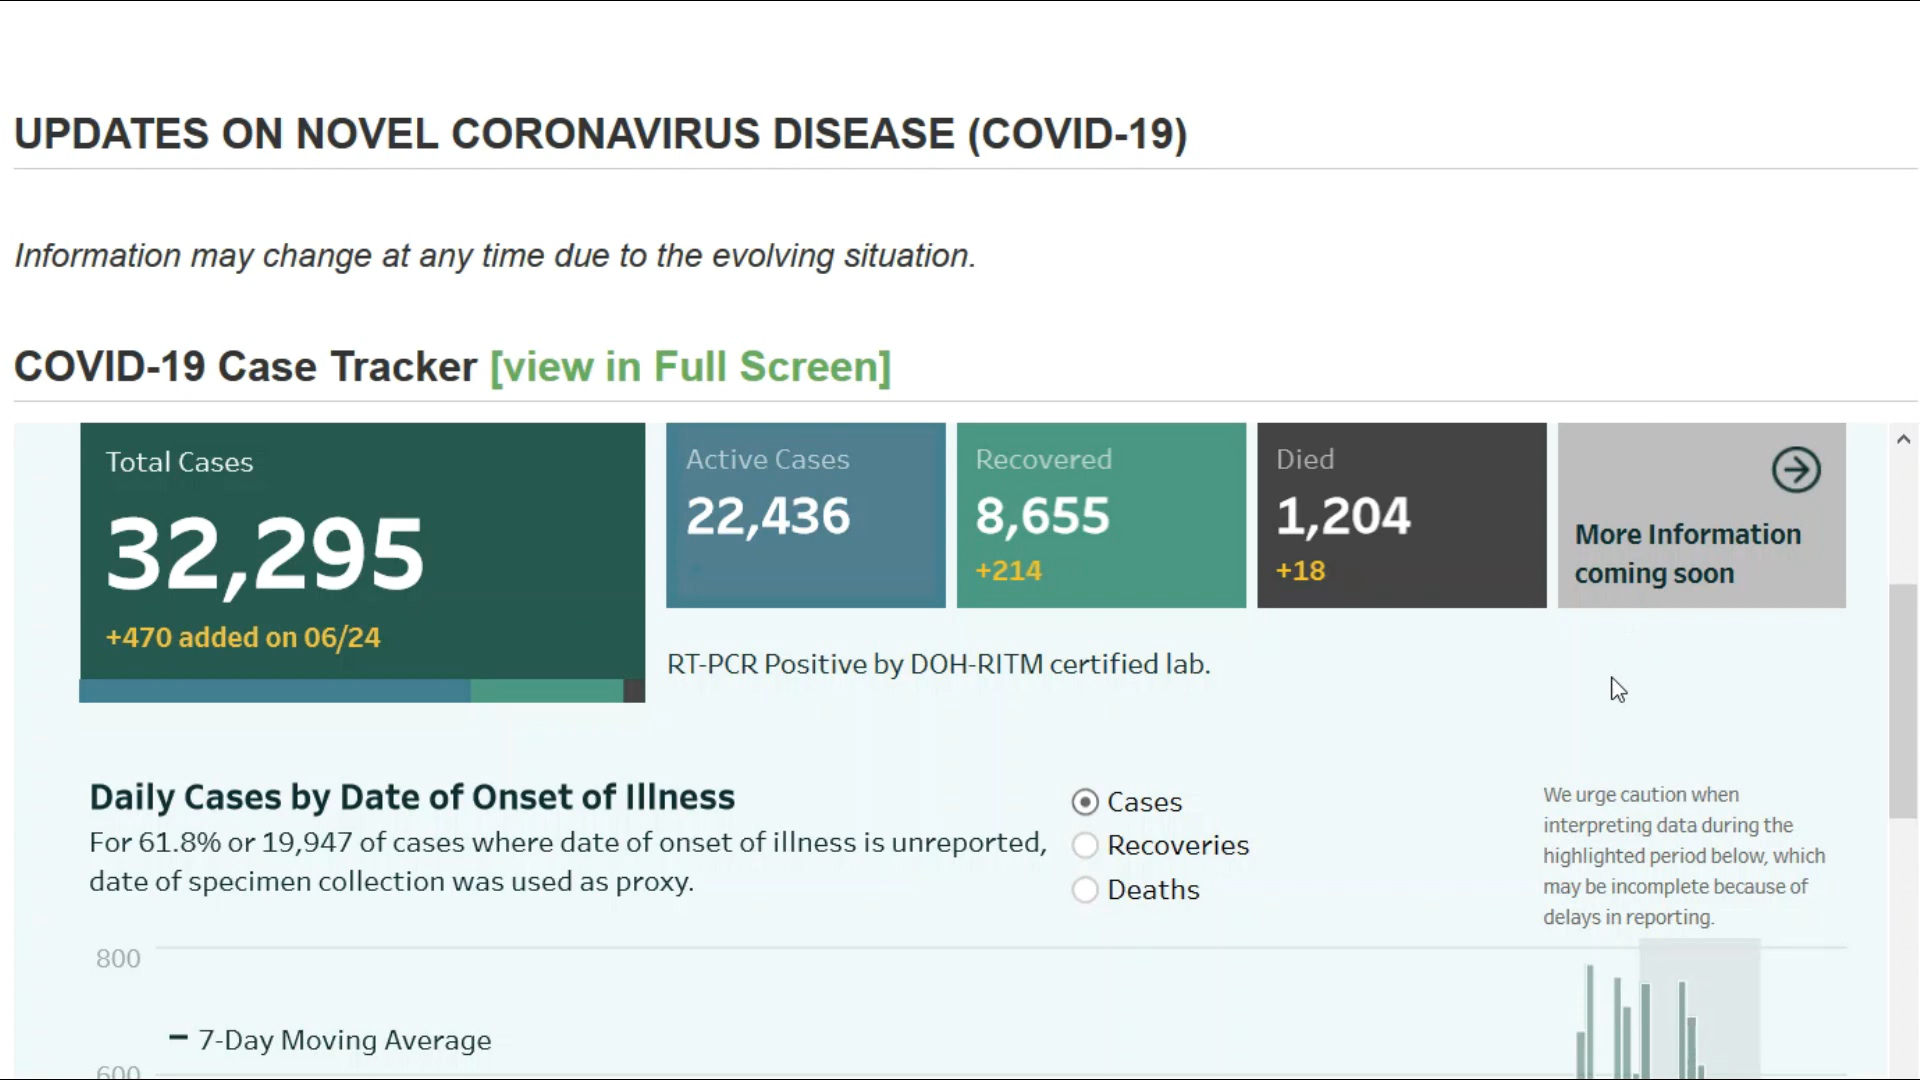 UPDATES ON NOVEL CORONAVIRUS DISEASE (COVID-19)
Information may change at any time due to the evolving situation.
COVID-19 Case Tracker [view in Full Screen]
Total Cases
32,295
+470 added on 06/24
Active Cases
22,436
Recovered
8,655
+214
Died
1,204
+18
More Information
coming soon
RT-PCR Positive by DOH-RITM certified lab.
Daily Cases by Date of Onset of Illness
For 61.8% or 19,947 of cases where date of onset of illness is unreported,
date of specimen collection was used as proxy.
Cases
Recoveries
Deaths
We urge caution when
interpreting data during the
highlighted period below, which
may be incomplete because of
delays in reporting.
800
7-Day Moving Average
600